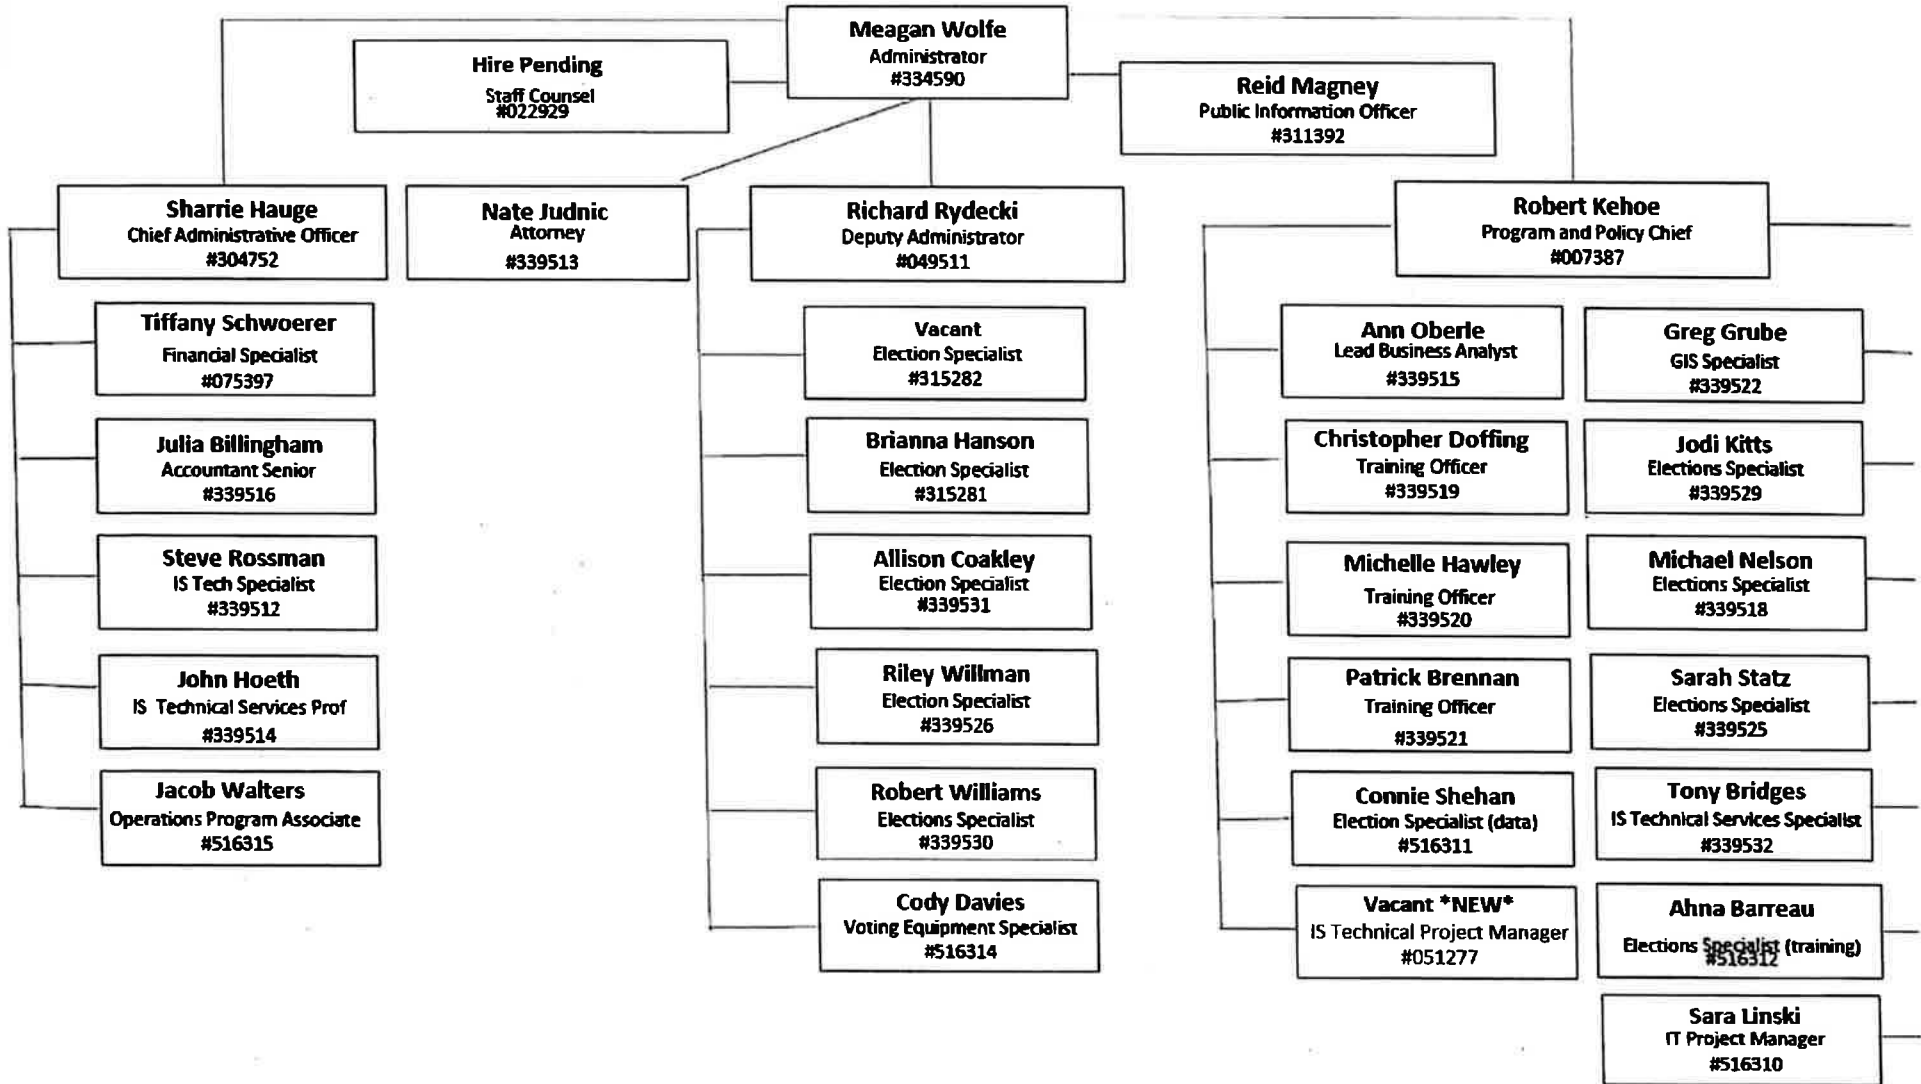 Meagan Wolfe
Administrator
#334590
Hire Pending
Staff Counsel
#022929
Reid Magney
Public Information Officer
#311392
Sharrie Hauge
Chief Administrative Officer
#304752
Nate Judnic
Attorney
#339513
Richard Rydecki
Deputy Administrator
#049511
Robert Kehoe
Program and Policy Chief
#007387
Tiffany Schwoerer
Financial Specialist
#075397
Julia Billingham
Accountant Senior
#339516
Steve Rossman
IS Tech Specialist
#339512
John Hoeth
IS Technical Services Prof
#339514
Jacob Walters
Operations Program Associate
#516315
Vacant
Election Specialist
#315282
Brianna Hanson
Election Specialist
#315281
Allison Coakley
Election Specialist
#339531
Riley Willman
Election Specialist
#339526
Robert Williams
Elections Specialist
#339530
Cody Davies
Voting Equipment Specialist
#516314
Ann Oberle
Lead Business Analyst
#339515
Christopher Doffing
Training Officer
#339519
Michelle Hawley
Training Officer
#339520
Patrick Brennan
Training Officer
#339521
Connie Shehan
Election Specialist (data)
#516311
Vacant *NEW*
IS Technical Project Manager
#051277
Greg Grube
GIS Specialist
#339522
Jodi Kitts
Elections Specialist
#339529
Michael Nelson
Elections Specialist
#339518
Sarah Statz
Elections Specialist
#339525
Tony Bridges
IS Technical Services Specialist
#339532
Ahna Barreau
Elections Specialist (training)
#516312
Sara Linski
IT Project Manager
#516310